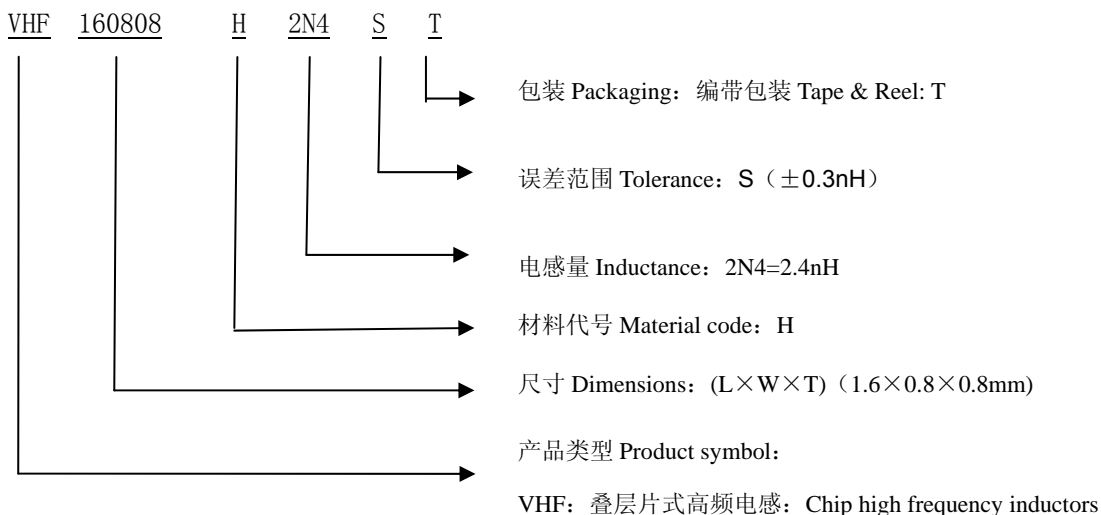 VHF 160808 H 2N4 S T
包装 Packaging：编带包装 Tape & Reel: T
误差范围 Tolerance：S（±0.3nH）
电感量 Inductance：2N4=2.4nH
材料代号 Material code：H
尺寸 Dimensions：(L×W×T)（1.6×0.8×0.8mm)
产品类型 Product symbol：
VHF：叠层片式高频电感：Chip high frequency inductors